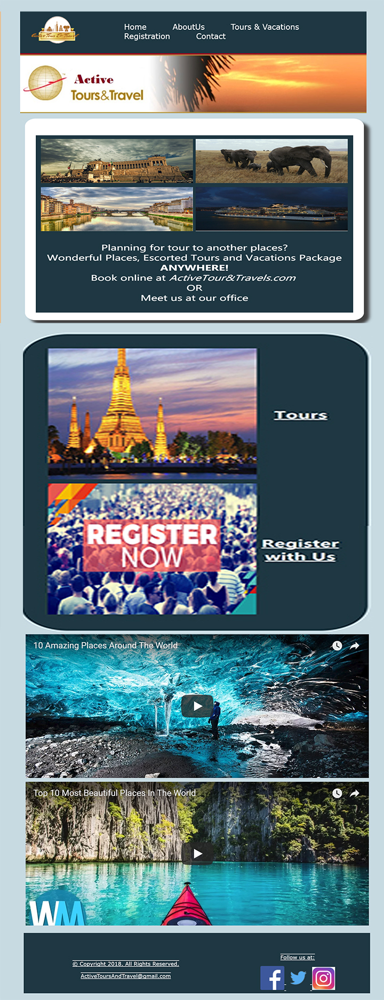 Active Tour & Travel
Home AboutUs Tours & Vacations
Registration Contact
Active
Tours&Travel
Planning for tour to another places?
Wonderful Places, Escorted Tours and Vacations Package
ANYWHERE!
Book online at ActiveTour&Travels.com
OR
Meet us at our office
Tours
REGISTER
NOW
Register
with Us
10 Amazing Places Around The World
Top 10 Most Beautiful Places In The World
WM
Follow us at:
© Copyright 2018. All Rights Reserved.
ActiveToursAndTravel@gmail.com